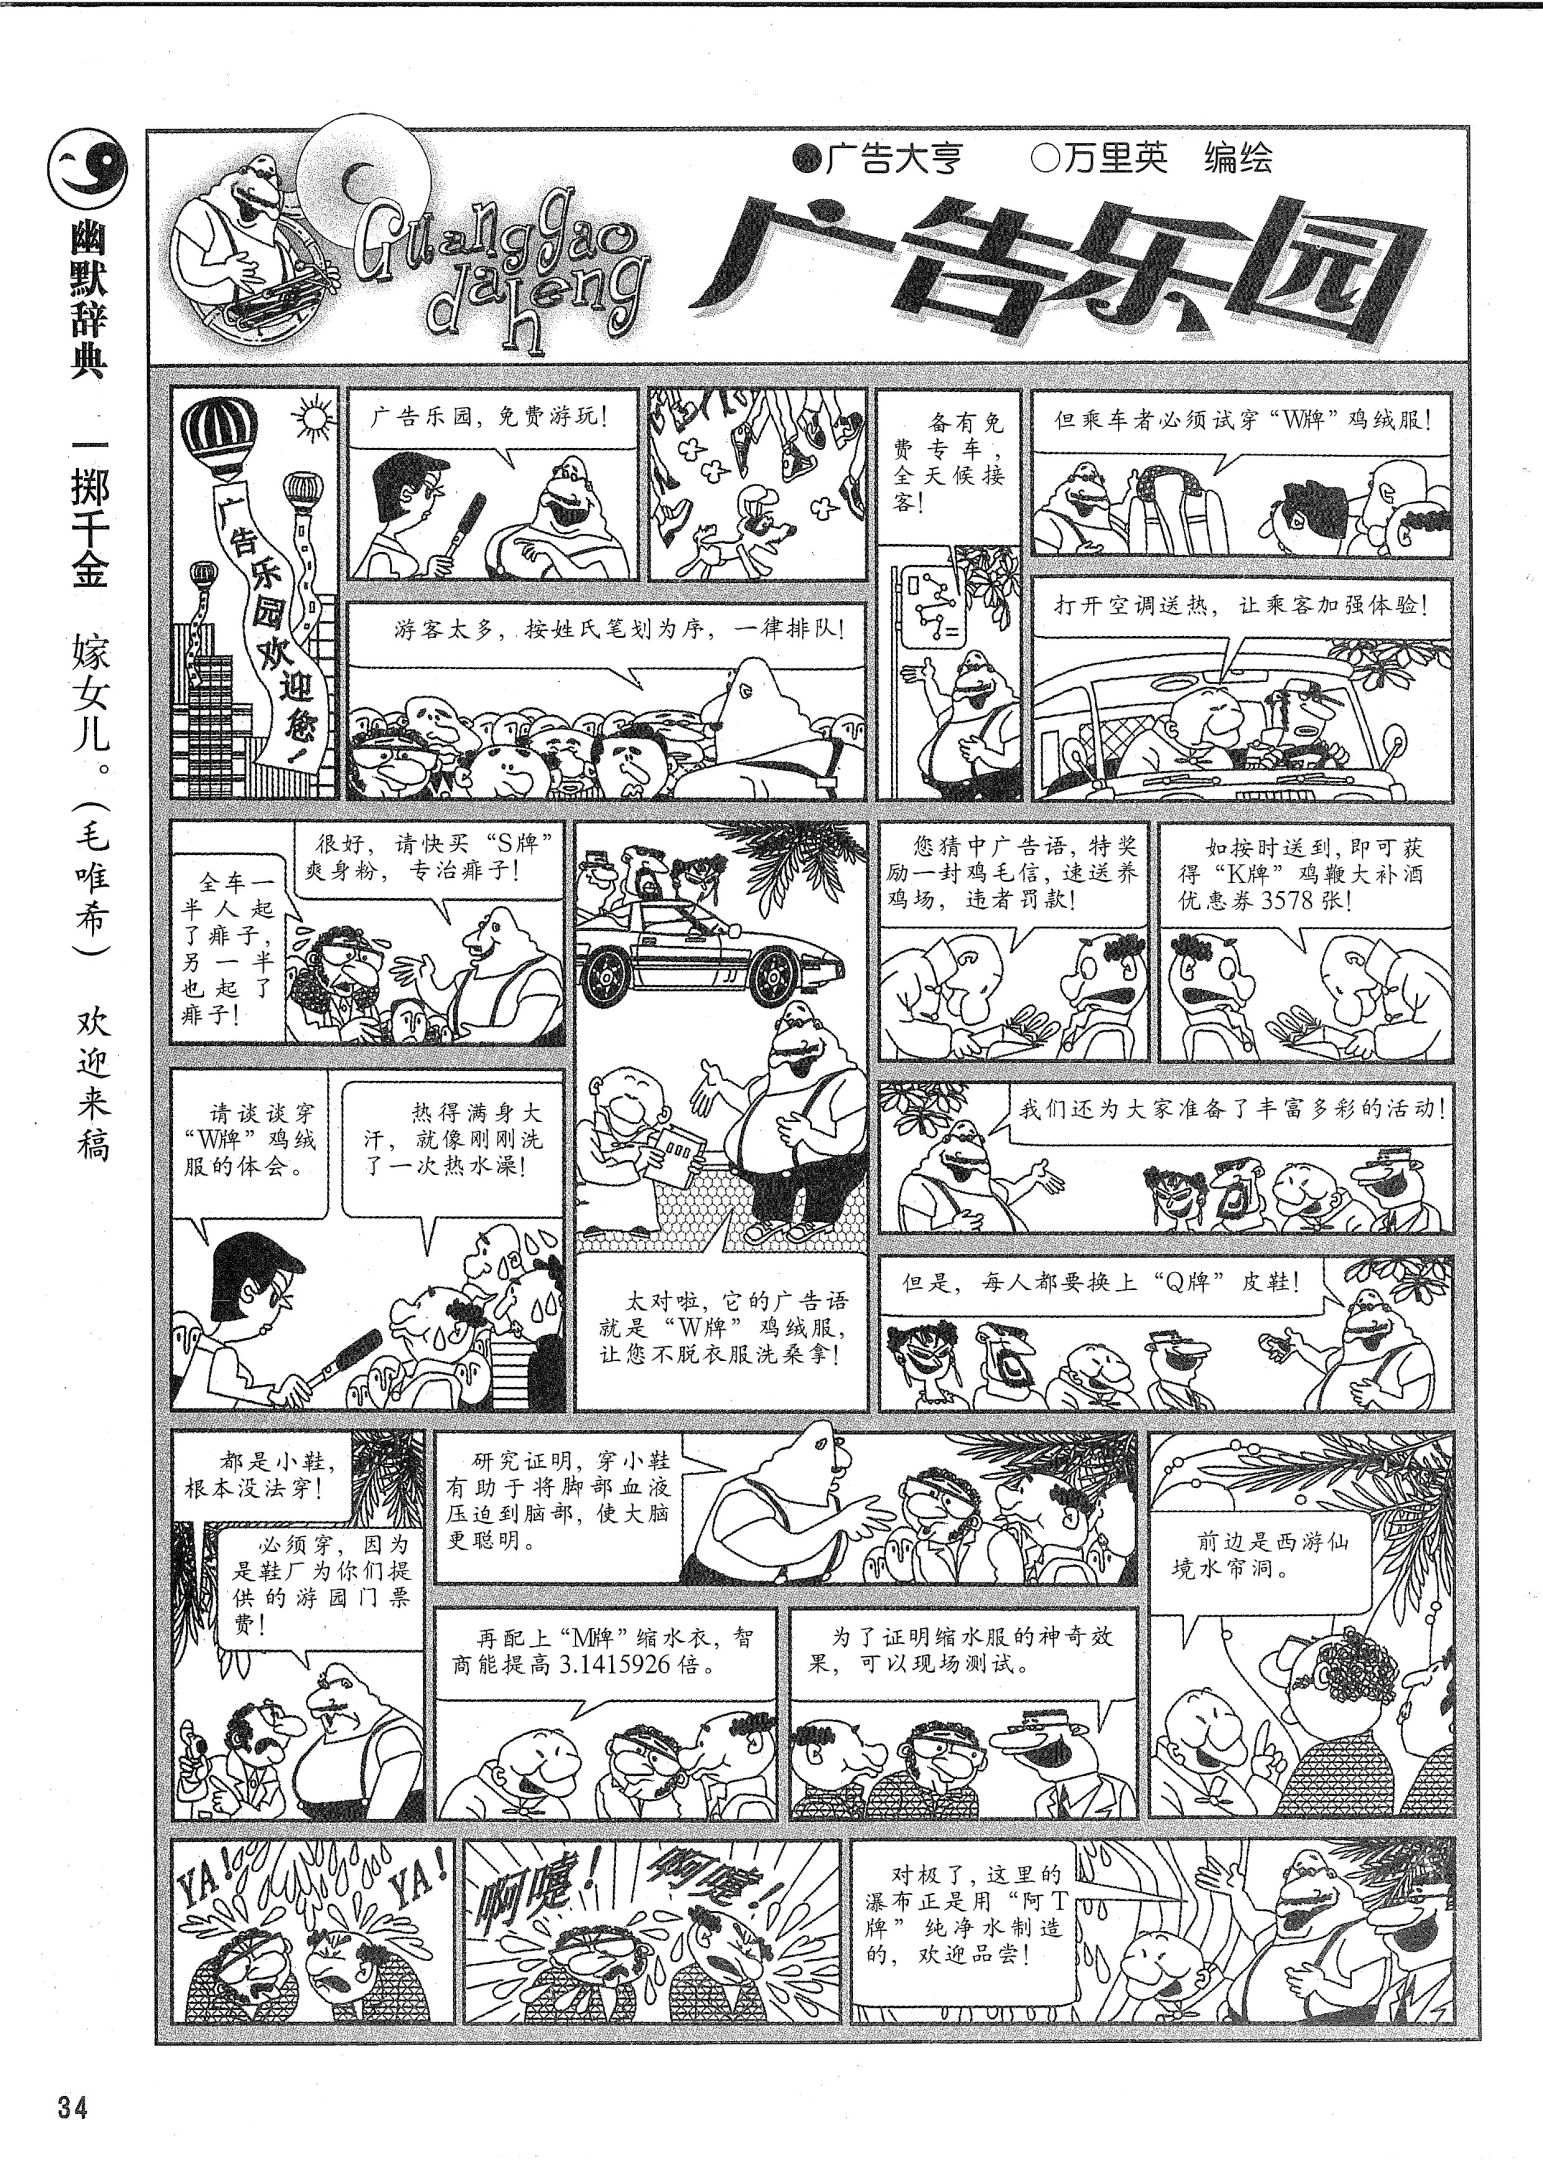 ●广告大亨 ○万里英 编绘
Guanggao
daheng
广告乐园
幽默辞典 一掷千金 嫁女儿。(毛唯希) 欢迎来稿
广告乐园欢迎您!
广告乐园,免费游玩!
游客太多,按姓氏笔划为序,一律排队!
备有免
费专车,
全天候接
客!
但乘车者必须试穿“W牌”鸡绒服!
打开空调送热,让乘客加强体验!
全车一
半人起
了痱子,
另一半
也起了
痱子!
很好,请快买“S牌”
爽身粉,专治痱子!
请谈谈穿
“W牌”鸡绒
服的体会。
热得满身大
汗,就像刚刚洗
了一次热水澡!
太对啦,它的广告语
就是“W牌”鸡绒服,
让您不脱衣服洗桑拿!
您猜中广告语,特奖
励一封鸡毛信,速送养
鸡场,违者罚款!
如按时送到,即可获
得“K牌”鸡鞭大补酒
优惠券3578张!
我们还为大家准备了丰富多彩的活动!
但是,每人都要换上“Q牌”皮鞋!
都是小鞋,
根本没法穿!
必须穿,因为
是鞋厂为你们提
供的游园门票
费!
研究证明,穿小鞋
有助于将脚部血液
压迫到脑部,使大脑
更聪明。
再配上“M牌”缩水衣,智
商能提高3.1415926倍。
为了证明缩水服的神奇效
果,可以现场测试。
前边是西游仙
境水帘洞。
YA!
YA!
啊嚏!
啊嚏!
对极了,这里的
瀑布正是用“阿T
牌”纯净水制造
的,欢迎品尝!
34